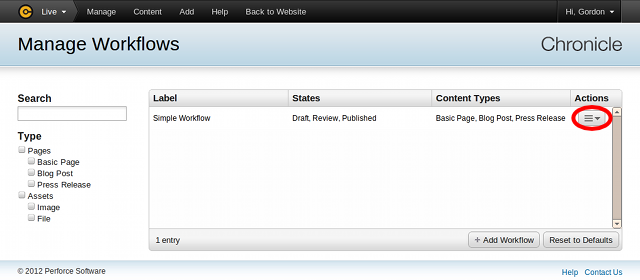 Live Manage Content Add Help Back to Website Hi, Gordon
Manage Workflows
Chronicle
Search
Type
Pages
Basic Page
Blog Post
Press Release
Assets
Image
File
Label States Content Types Actions
Simple Workflow Draft, Review, Published Basic Page, Blog Post, Press Release
1 entry + Add Workflow Reset to Defaults
© 2012 Perforce Software Help Contact Us